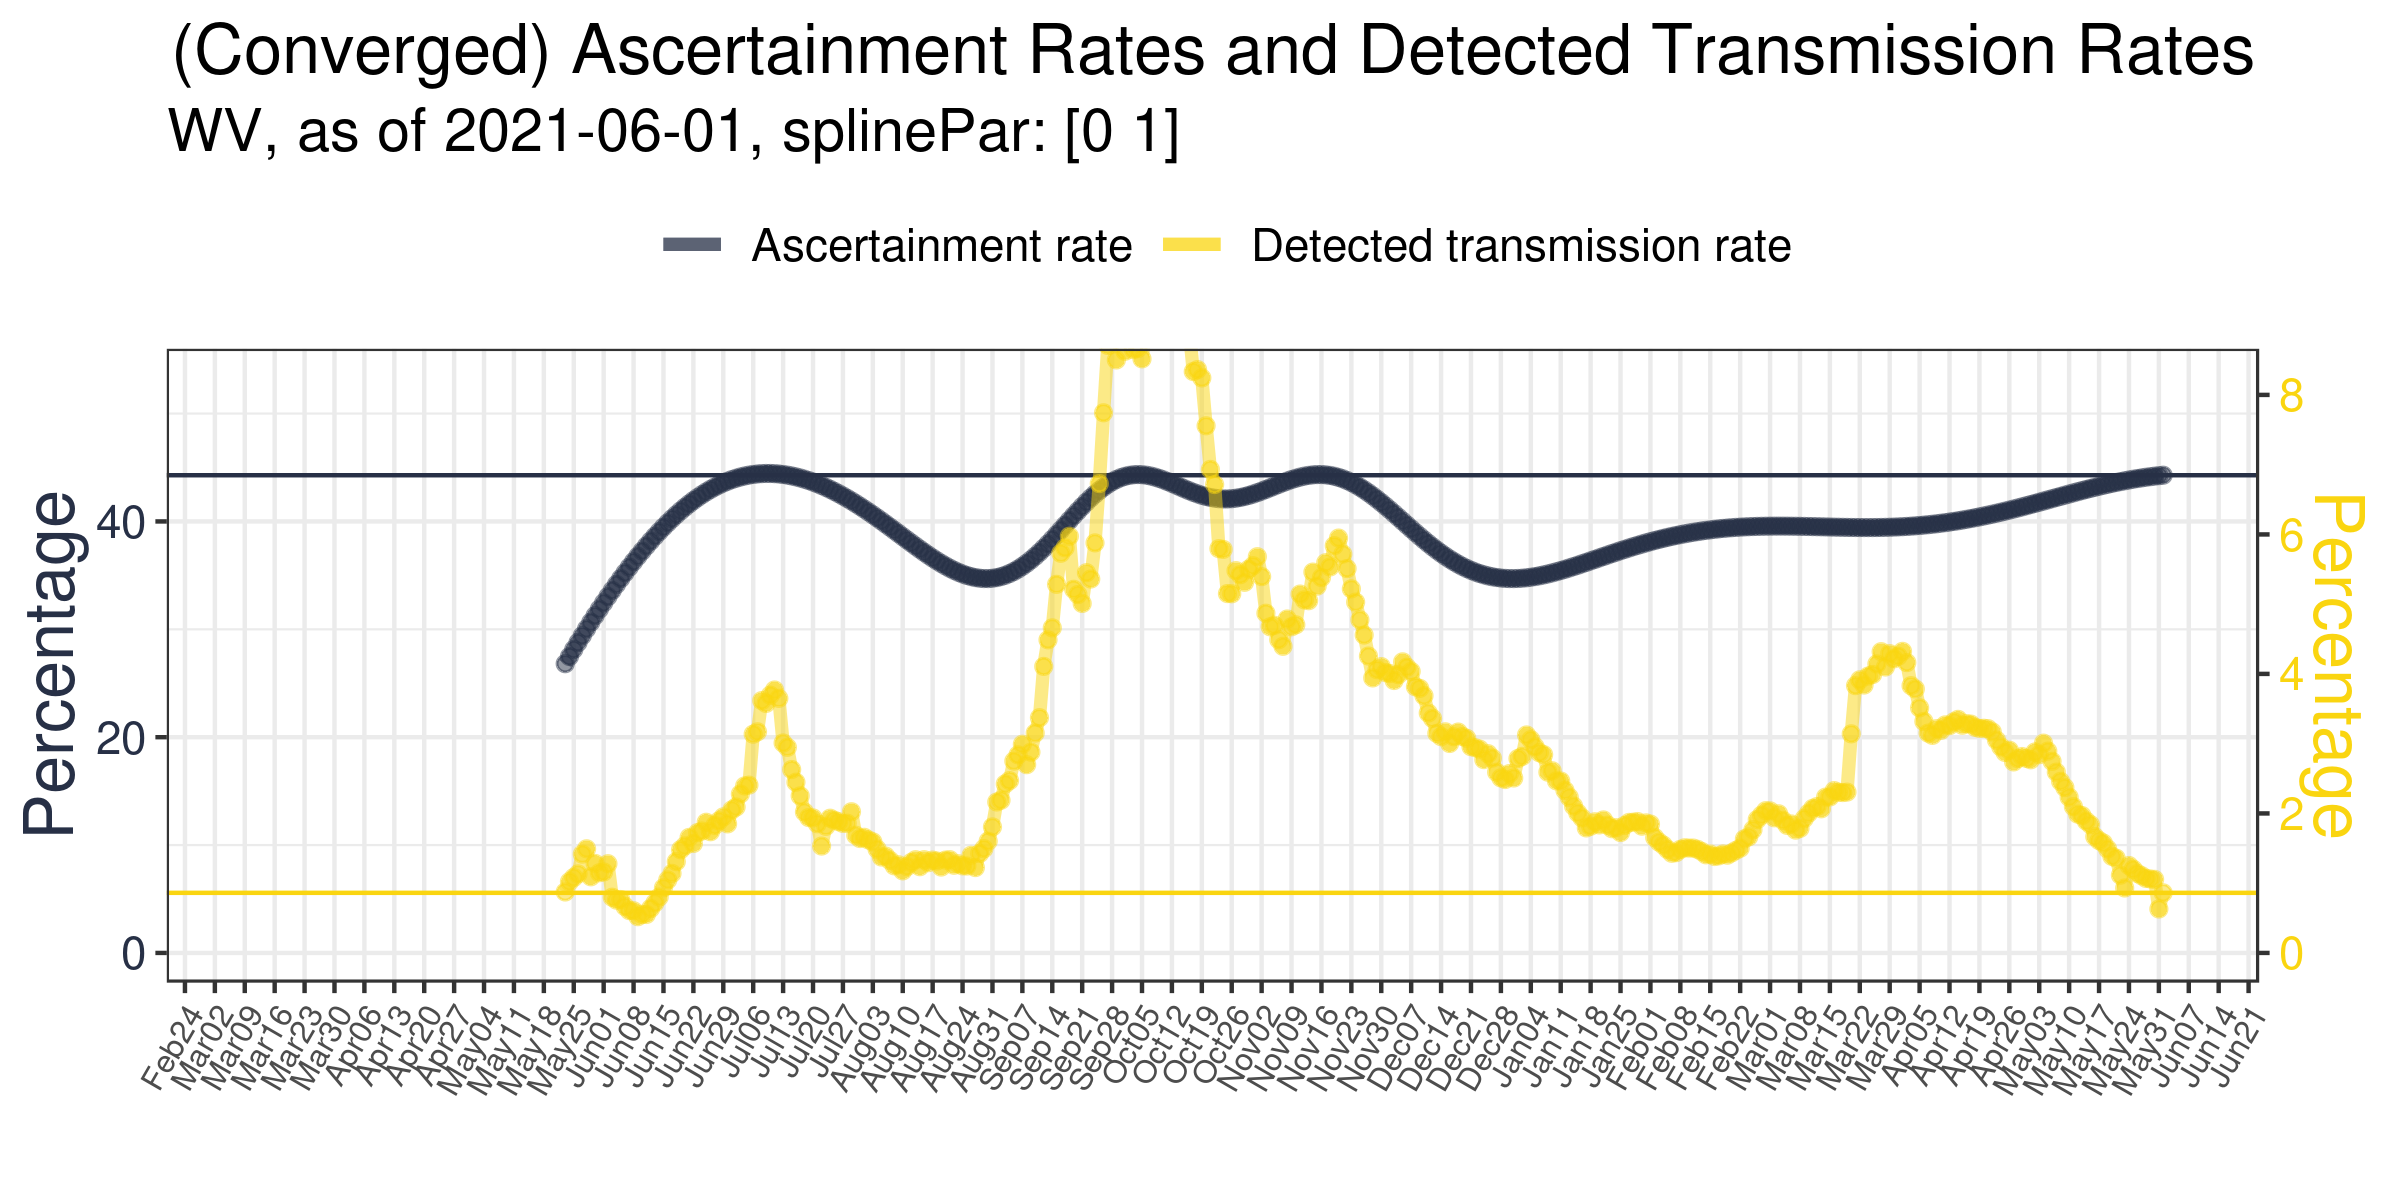 (Converged) Ascertainment Rates and Detected Transmission Rates
WV, as of 2021-06-01, splinePar: [0 1]
Ascertainment rate
Detected transmission rate
Percentage
40
20
0
8
6
4
2
0
Percentage
Feb24
Mar02
Mar09
Mar16
Mar23
Mar30
Apr06
Apr13
Apr20
Apr27
May04
May11
May18
May25
Jun01
Jun08
Jun15
Jun22
Jun29
Jul06
Jul13
Jul20
Jul27
Aug03
Aug10
Aug17
Aug24
Aug31
Sep07
Sep14
Sep21
Sep28
Oct05
Oct12
Oct19
Oct26
Nov02
Nov09
Nov16
Nov23
Nov30
Dec07
Dec14
Dec21
Dec28
Jan04
Jan11
Jan18
Jan25
Feb01
Feb08
Feb15
Feb22
Mar01
Mar08
Mar15
Mar22
Mar29
Apr05
Apr12
Apr19
Apr26
May03
May10
May17
May24
May31
Jun07
Jun14
Jun21